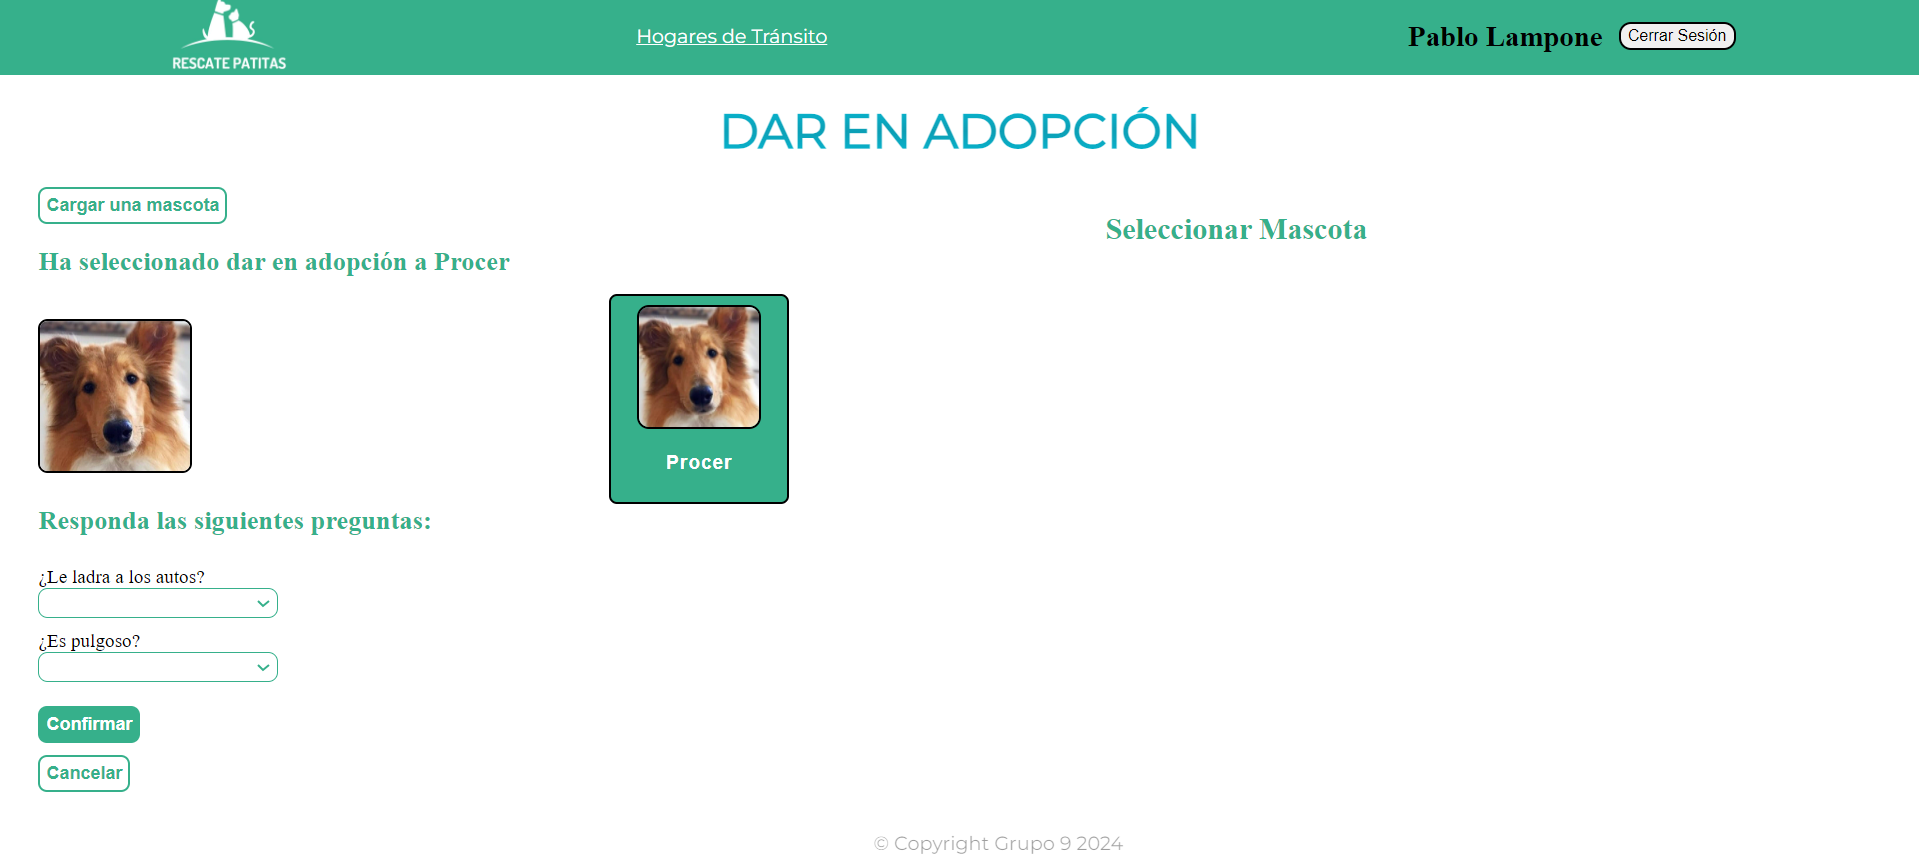 RESCATE PATITAS
Hogares de Tránsito
Pablo Lampone
Cerrar Sesión
DAR EN ADOPCIÓN
Cargar una mascota
Ha seleccionado dar en adopción a Procer
Responda las siguientes preguntas:
¿Le ladra a los autos?
¿Es pulgoso?
Confirmar
Cancelar
Seleccionar Mascota
Procer
© Copyright Grupo 9 2024